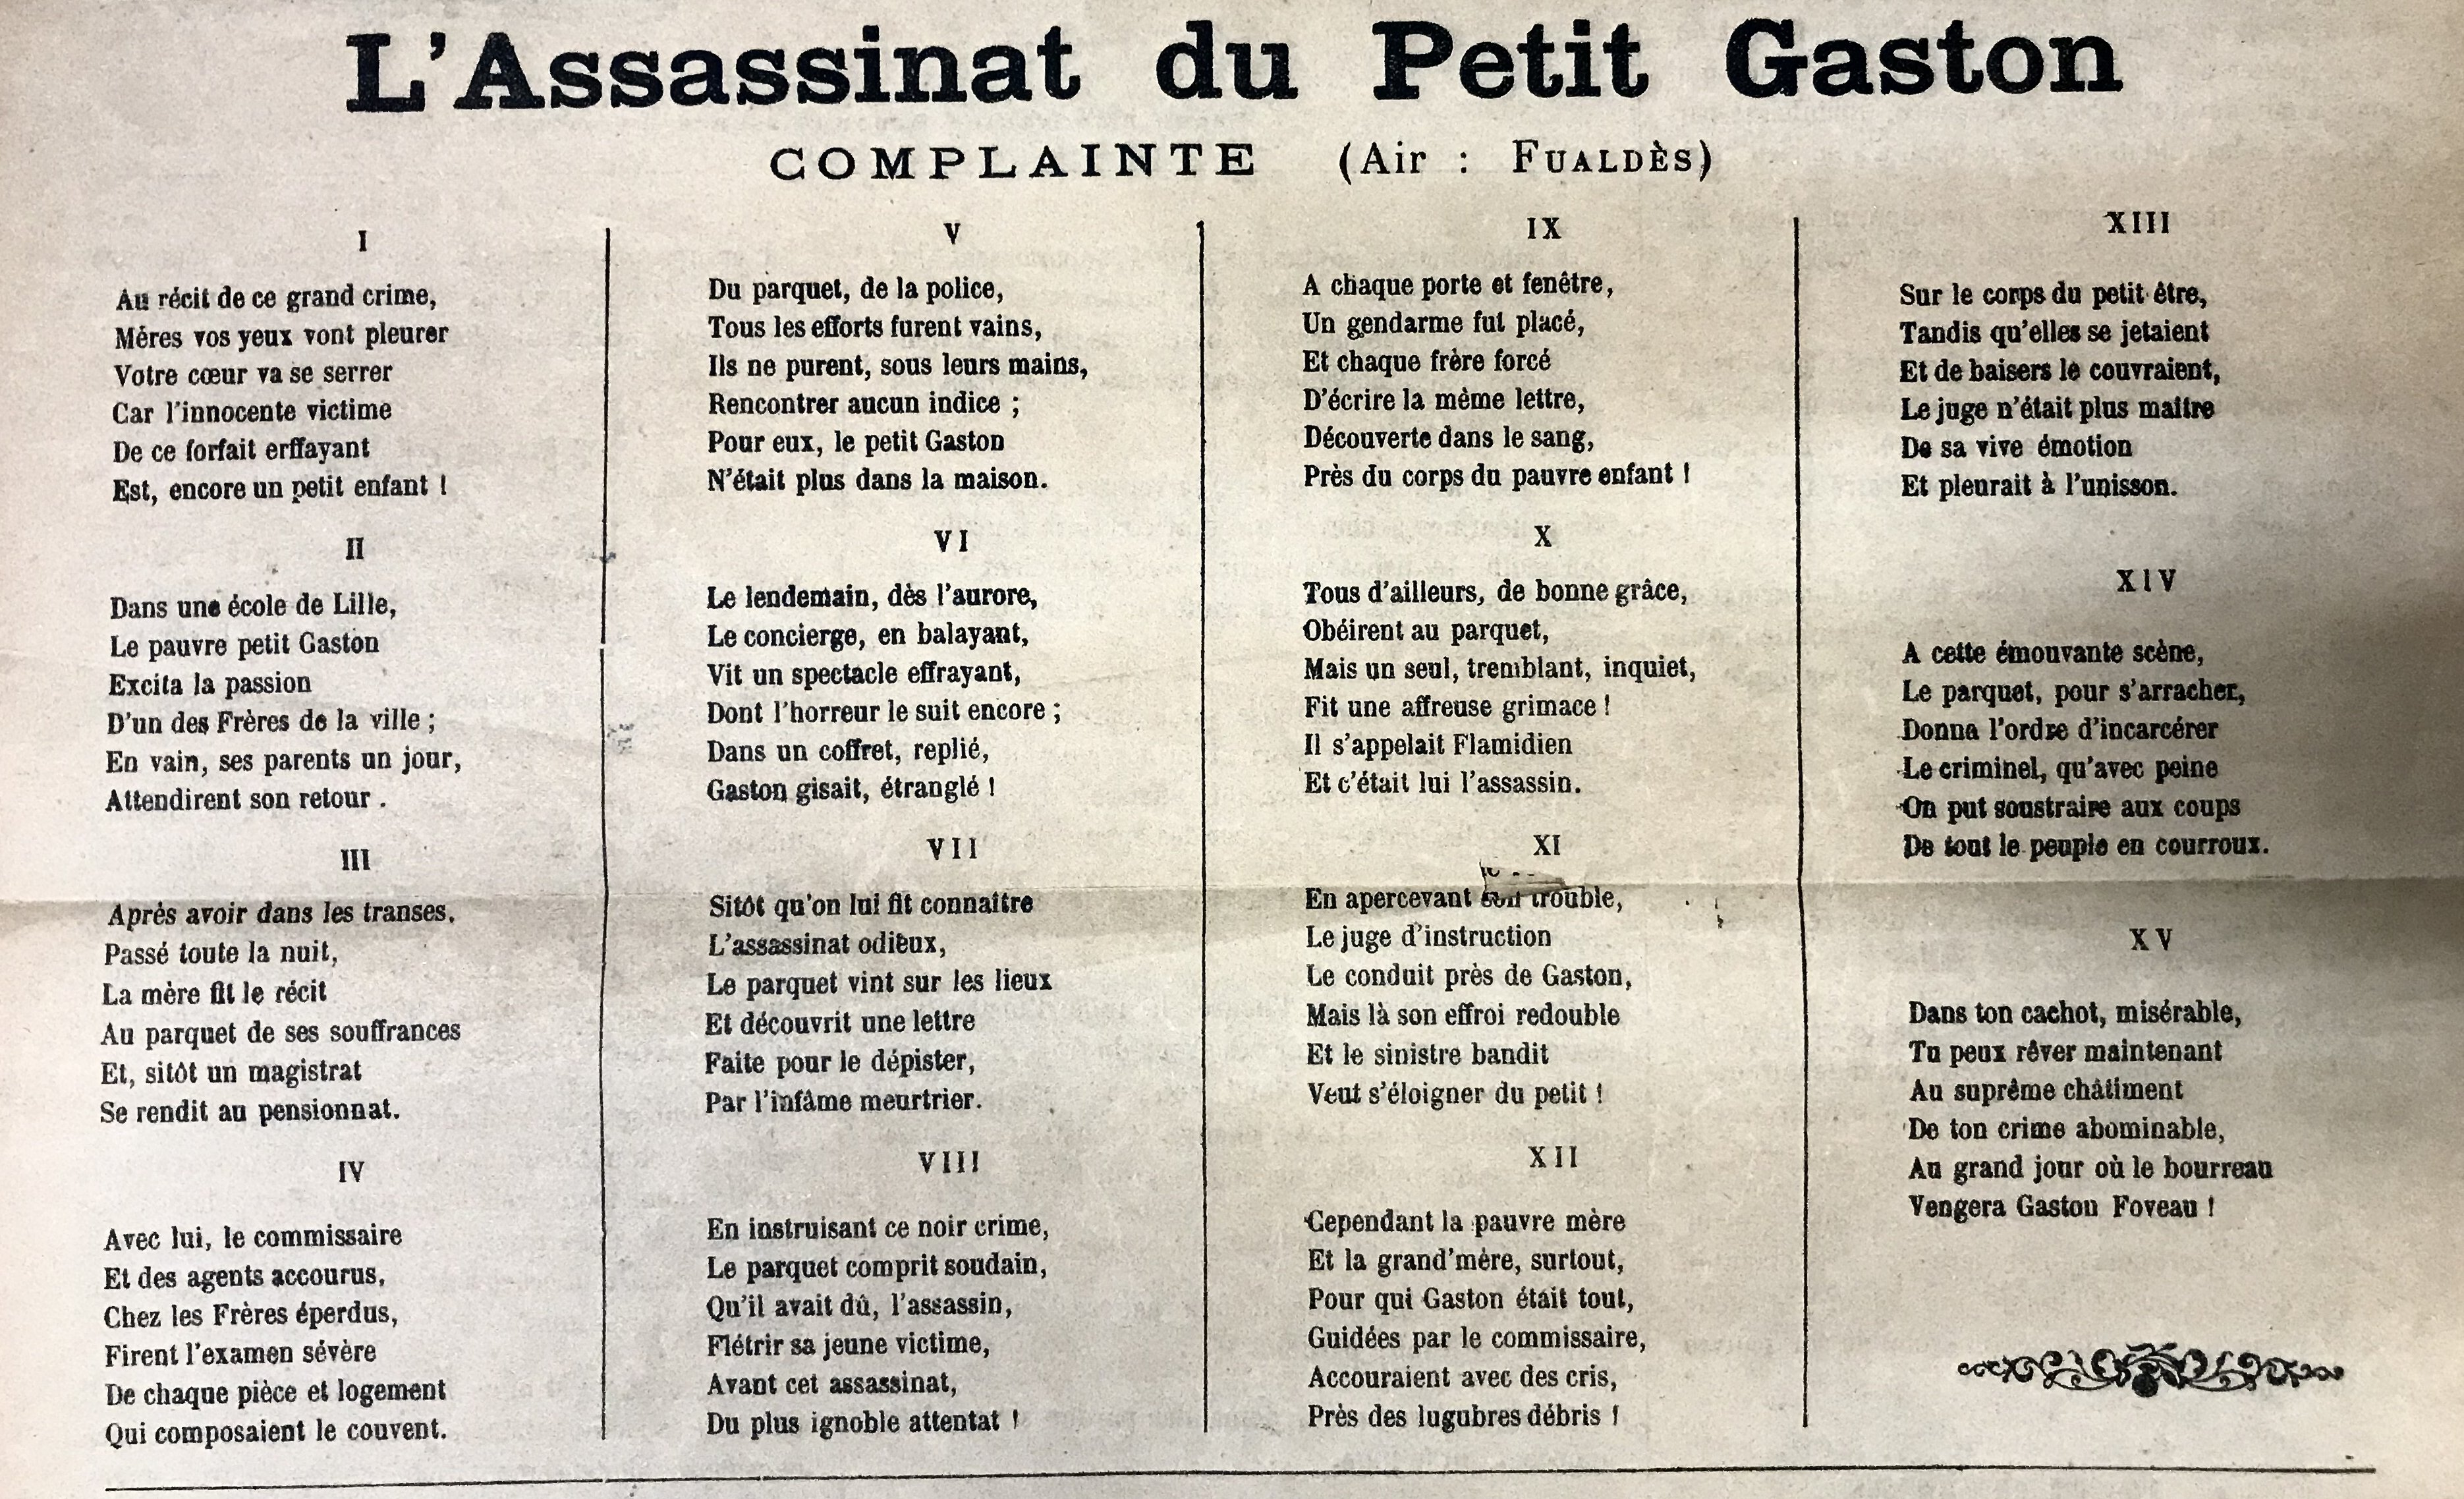 L'Assassinat du Petit Gaston
COMPLAINTE (Air : FUALDÈS)
I
Au récit de ce grand crime,
Méres vos yeux vont pleurer
Votre cœur va se serrer
Car l'innocente victime
De ce forfait erffayant
Est, encore un petit enfant !
II
Dans une école de Lille,
Le pauvre petit Gaston
Excita la passion
D'un des Frères de la ville ;
En vain, ses parents un jour,
Attendirent son retour .
III
Après avoir dans les transes,
Passé toute la nuit,
La mère fit le récit
Au parquet de ses souffrances
Et, sitôt un magistrat
Se rendit au pensionnat.
IV
Avec lui, le commissaire
Et des agents accourus,
Chez les Frères éperdus,
Firent l'examen sévère
De chaque pièce et logement
Qui composaient le couvent.
V
Du parquet, de la police,
Tous les efforts furent vains,
Ils ne purent, sous leurs mains,
Rencontrer aucun indice ;
Pour eux, le petit Gaston
N'était plus dans la maison.
VI
Le lendemain, dès l'aurore,
Le concierge, en balayant,
Vit un spectacle effrayant,
Dont l'horreur le suit encore ;
Dans un coffret, replié,
Gaston gisait, étranglé !
VII
Sitôt qu'on lui fit connaître
L'assassinat odieux,
Le parquet vint sur les lieux
Et découvrit une lettre
Faite pour le dépister,
Par l'infâme meurtrier.
VIII
En instruisant ce noir crime,
Le parquet comprit soudain,
Qu'il avait dû, l'assassin,
Flétrir sa jeune victime,
Avant cet assassinat,
Du plus ignoble attentat !
IX
A chaque porte et fenêtre,
Un gendarme fut placé,
Et chaque frère forcé
D'écrire la mème lettre,
Découverte dans le sang,
Près du corps du pauvre enfant !
X
Tous d'ailleurs, de bonne grâce,
Obéirent au parquet,
Mais un seul, tremblant, inquiet,
Fit une affreuse grimace !
Il s'appelait Flamidien
Et c'était lui l'assassin.
XI
En apercevant son trouble,
Le juge d'instruction
Le conduit près de Gaston,
Mais là son effroi redouble
Et le sinistre bandit
Veut s'éloigner du petit !
XII
Cependant la pauvre mère
Et la grand'mère, surtout,
Pour qui Gaston était tout,
Guidées par le commissaire,
Accouraient avec des cris,
Près des lugubres débris !
XIII
Sur le corps du petit être,
Tandis qu'elles se jetaient
Et de baisers le couvraient,
Le juge n'était plus maître
De sa vive émotion
Et pleurait à l'unisson.
XIV
A cette émouvante scène,
Le parquet, pour s'arracher,
Donna l'ordre d'incarcérer
Le criminel, qu'avec peine
On put soustraire aux coups
De tout le peuple en courroux.
XV
Dans ton cachot, misérable,
Tu peux rêver maintenant
Au suprême châtiment
De ton crime abominable,
Au grand jour où le bourreau
Vengera Gaston Foveau !